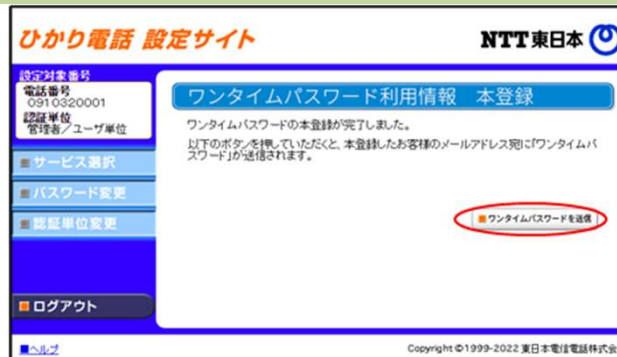 ひかり電話 設定サイト
NTT東日本
設定対象番号
電話番号
0910320001
認証単位
管理者/ユーザ単位
サービス選択
パスワード変更
認証単位変更
ログアウト
ワンタイムパスワード利用情報 本登録
ワンタイムパスワードの本登録が完了しました。
以下のボタンを押していただくと、本登録したお客様のメールアドレス宛に「ワンタイムパ
スワード」が送信されます。
ワンタイムパスワードを送信
ヘルプ
Copyright©1999-2022 東日本電信電話株式会